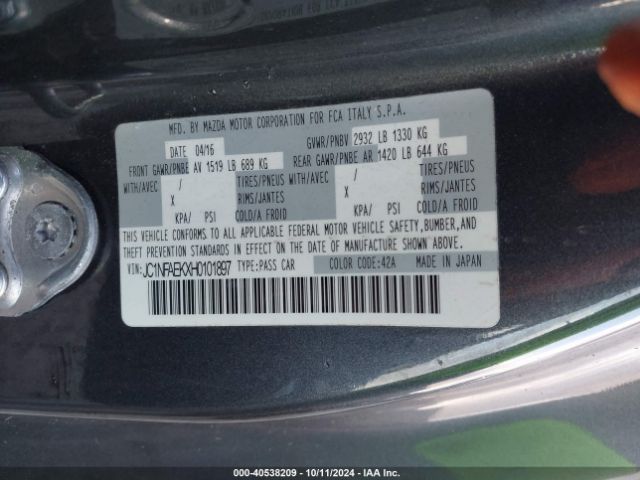 MFD. BY MAZDA MOTOR CORPORATION FOR FCA ITALY S.P.A.
DATE 04/16 GVWR/PNBV 2932 LB 1330 KG
FRONT GAWR/PNBE AV 1519 LB 689 KG REAR GAWR/PNBE AR 1420 LB 644 KG
WITH/AVEC / TIRES/PNEUS WITH/AVEC / TIRES/PNEUS
X RIMS/JANTES X RIMS/JANTES
KPA/ PSI COLD/A FROID KPA/ PSI COLD/A FROID
THIS VEHICLE CONFORMS TO ALL APPLICABLE FEDERAL MOTOR VEHICLE SAFETY, BUMPER, AND
THEFT PREVENTION STANDARDS IN EFFECT ON THE DATE OF MANUFACTURE SHOWN ABOVE.
VIN: JC1NFAEKXH0101897 TYPE: PASS CAR COLOR CODE: 42A MADE IN JAPAN
© - 40538209 - 10/11/2024 - IAA Inc.